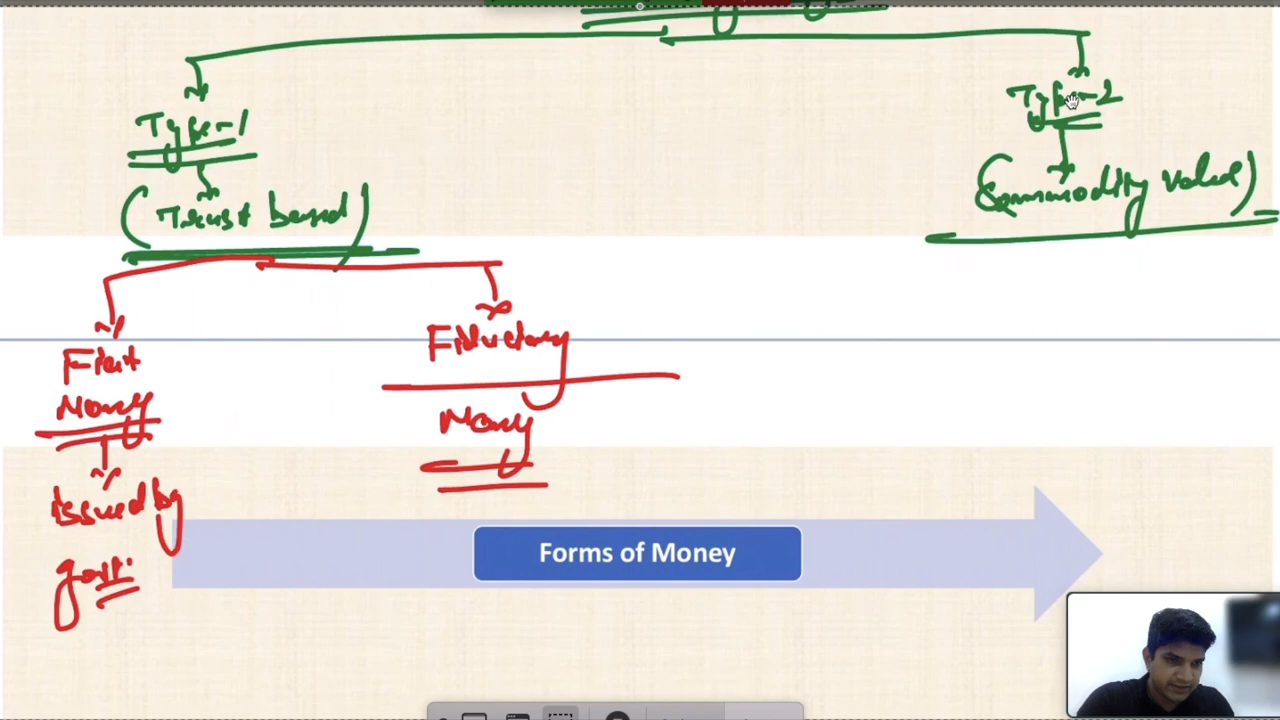 Type-1
(Trust based)
Type-2
(Commodity value)
Fiat
Money
issued by
govt.
Fiduciary
Money
Forms of Money